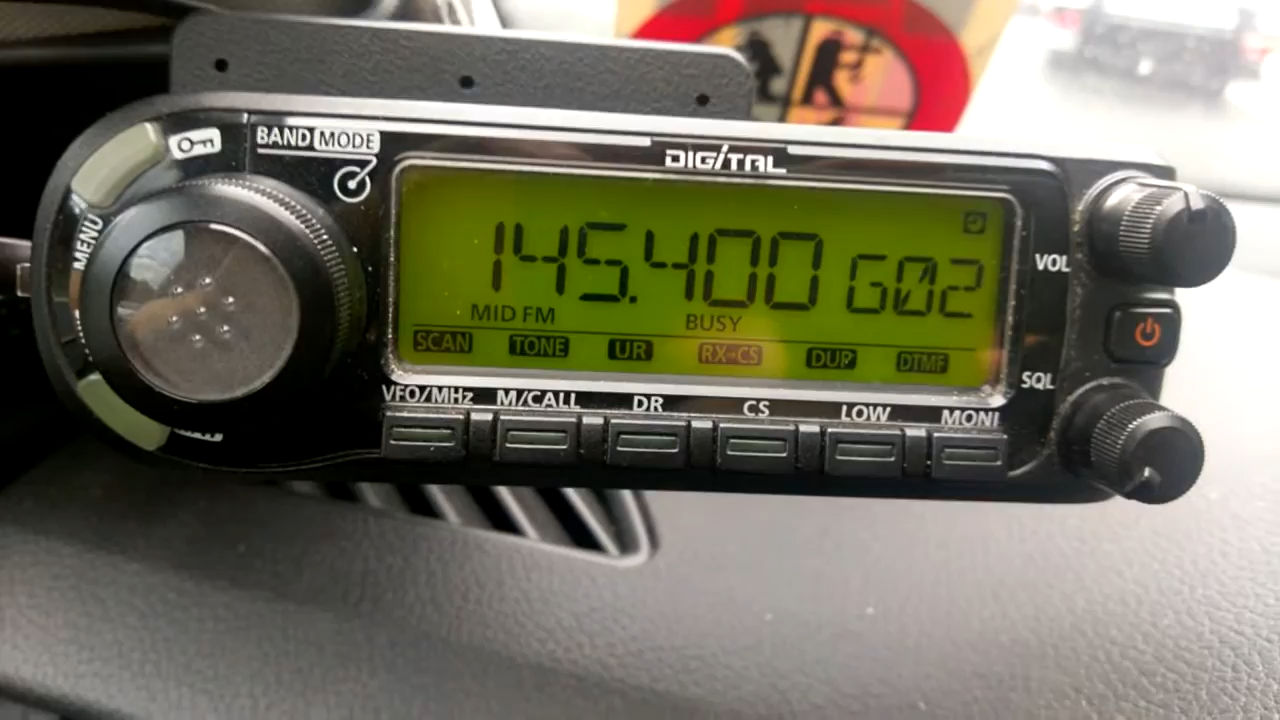 BAND MODE
DIGITAL
MENU
145.400 G02
VOL
MID FM BUSY
SCAN TONE UR RX→CS DUP DTMF
SQL
VFO/MHz M/CALL DR CS LOW MONI